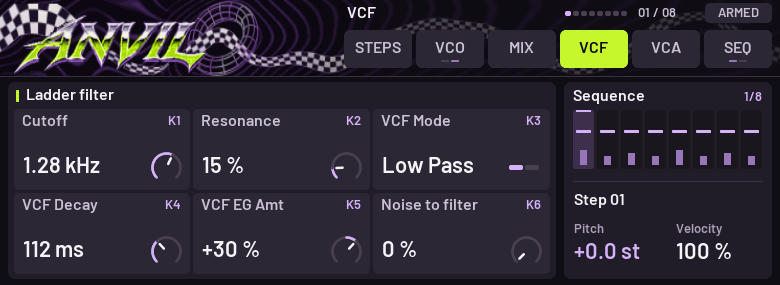 ANVIL
VCF
01 / 08
ARMED
STEPS
VCO
MIX
VCF
VCA
SEQ
Ladder filter
Cutoff K1
1.28 kHz
Resonance K2
15 %
VCF Mode K3
Low Pass
VCF Decay K4
112 ms
VCF EG Amt K5
+30 %
Noise to filter K6
0 %
Sequence 1/8
Step 01
Pitch
+0.0 st
Velocity
100 %